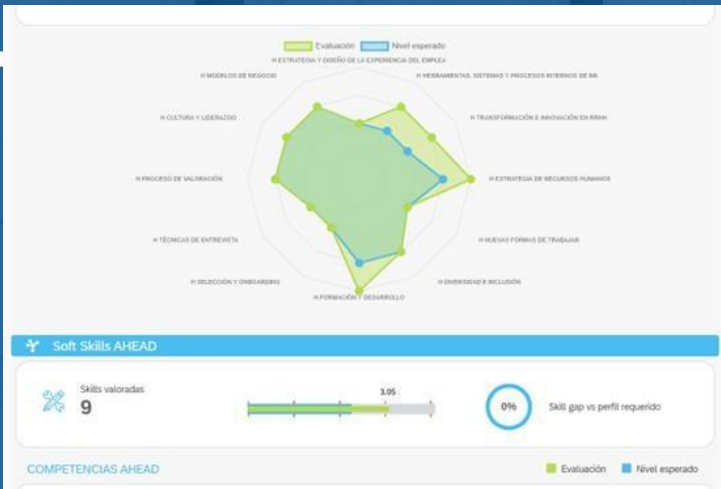 Evaluación Nivel esperado
H ESTRATEGIA Y DISEÑO DE LA EXPERIENCIA DEL EMPLEA
H MODELOS DE NEGOCIO
H HERRAMIENTAS, SISTEMAS Y PROCESOS INTERNOS DE RR
H CULTURA Y LIDERAZGO
H TRANSFORMACIÓN E INNOVACIÓN EN RRHH
H PROCESO DE VALORACIÓN
H ESTRATEGIA DE RECURSOS HUMANOS
H TÉCNICAS DE ENTREVISTA
H NUEVAS FORMAS DE TRABAJAR
H SELECCIÓN Y ONBOARDING
H DIVERSIDAD E INCLUSIÓN
H FORMACIÓN Y DESARROLLO
Soft Skills AHEAD
Skills valoradas
9
3.05
0%
Skill gap vs perfil requerido
COMPETENCIAS AHEAD
Evaluación Nivel esperado